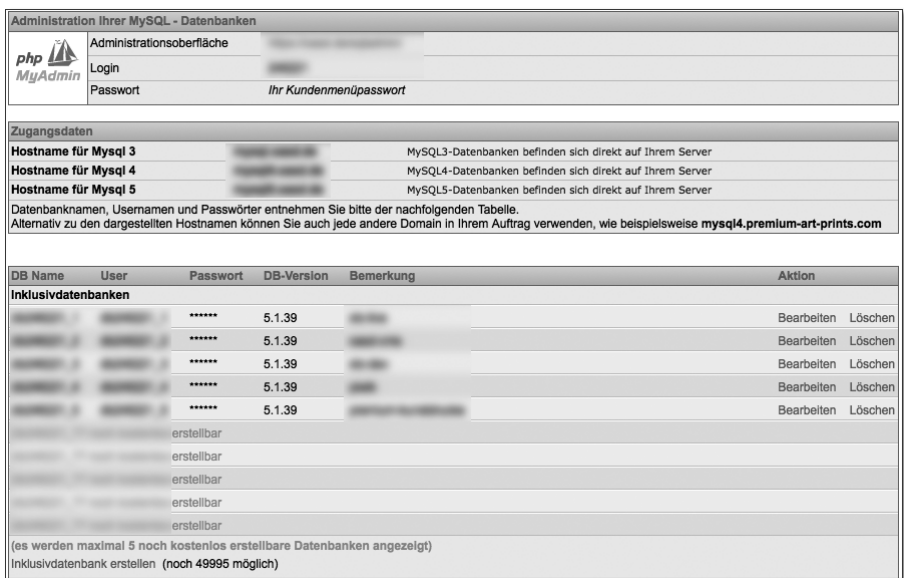 Administration Ihrer MySQL - Datenbanken
php
MyAdmin
Administrationsoberfläche
Login
Passwort Ihr Kundenmenüpasswort
Zugangsdaten
Hostname für Mysql 3 MySQL3-Datenbanken befinden sich direkt auf Ihrem Server
Hostname für Mysql 4 MySQL4-Datenbanken befinden sich direkt auf Ihrem Server
Hostname für Mysql 5 MySQL5-Datenbanken befinden sich direkt auf Ihrem Server
Datenbanknamen, Usernamen und Passwörter entnehmen Sie bitte der nachfolgenden Tabelle.
Alternativ zu den dargestellten Hostnamen können Sie auch jede andere Domain in Ihrem Auftrag verwenden, wie beispielsweise mysql4.premium-art-prints.com
DB Name User Passwort DB-Version Bemerkung Aktion
Inklusivdatenbanken
****** 5.1.39 Bearbeiten Löschen
****** 5.1.39 Bearbeiten Löschen
****** 5.1.39 Bearbeiten Löschen
****** 5.1.39 Bearbeiten Löschen
****** 5.1.39 Bearbeiten Löschen
erstellbar
erstellbar
erstellbar
erstellbar
erstellbar
(es werden maximal 5 noch kostenlos erstellbare Datenbanken angezeigt)
Inklusivdatenbank erstellen (noch 49995 möglich)